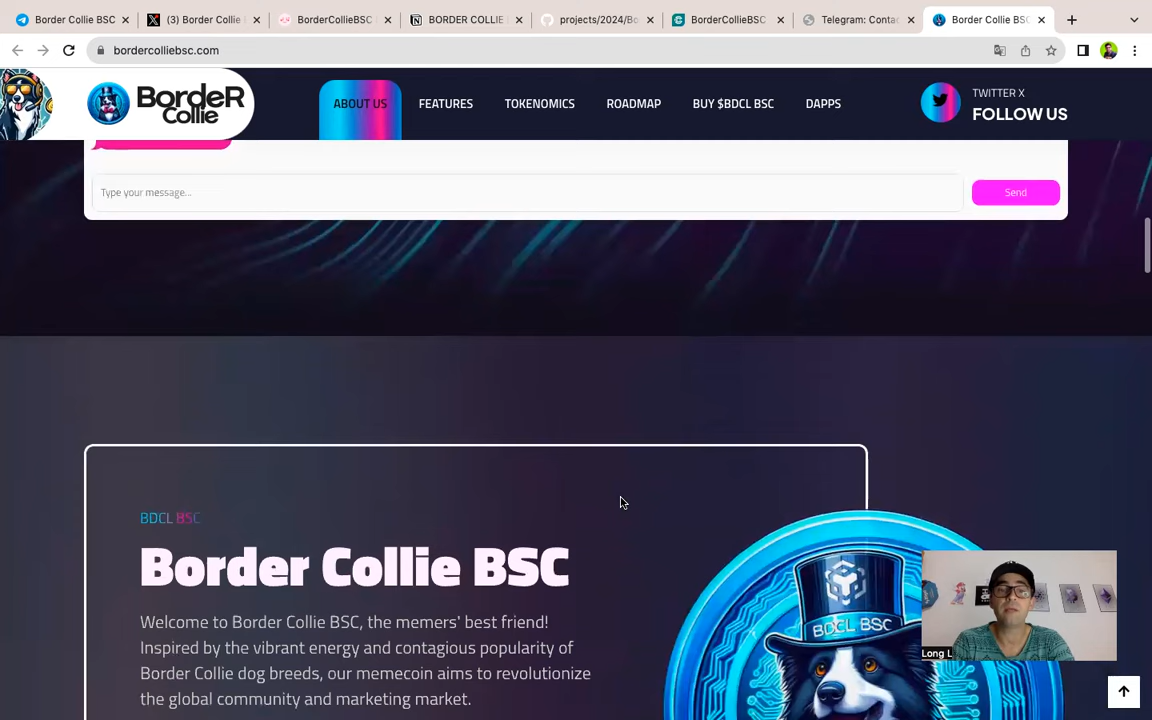 Border Collie BSC
(3) Border Collie
BorderCollieBSC
BORDER COLLIE
projects/2024/Bo
BorderCollieBSC
Telegram: Contac
Border Collie BSC
bordercolliebsc.com
BordeR
Collie
ABOUT US
FEATURES
TOKENOMICS
ROADMAP
BUY $BDCL BSC
DAPPS
TWITTER X
FOLLOW US
Type your message...
Send
BDCL BSC
Border Collie BSC
Welcome to Border Collie BSC, the memers' best friend!
Inspired by the vibrant energy and contagious popularity of
Border Collie dog breeds, our memecoin aims to revolutionize
the global community and marketing market.
BDCL BSC
Long L